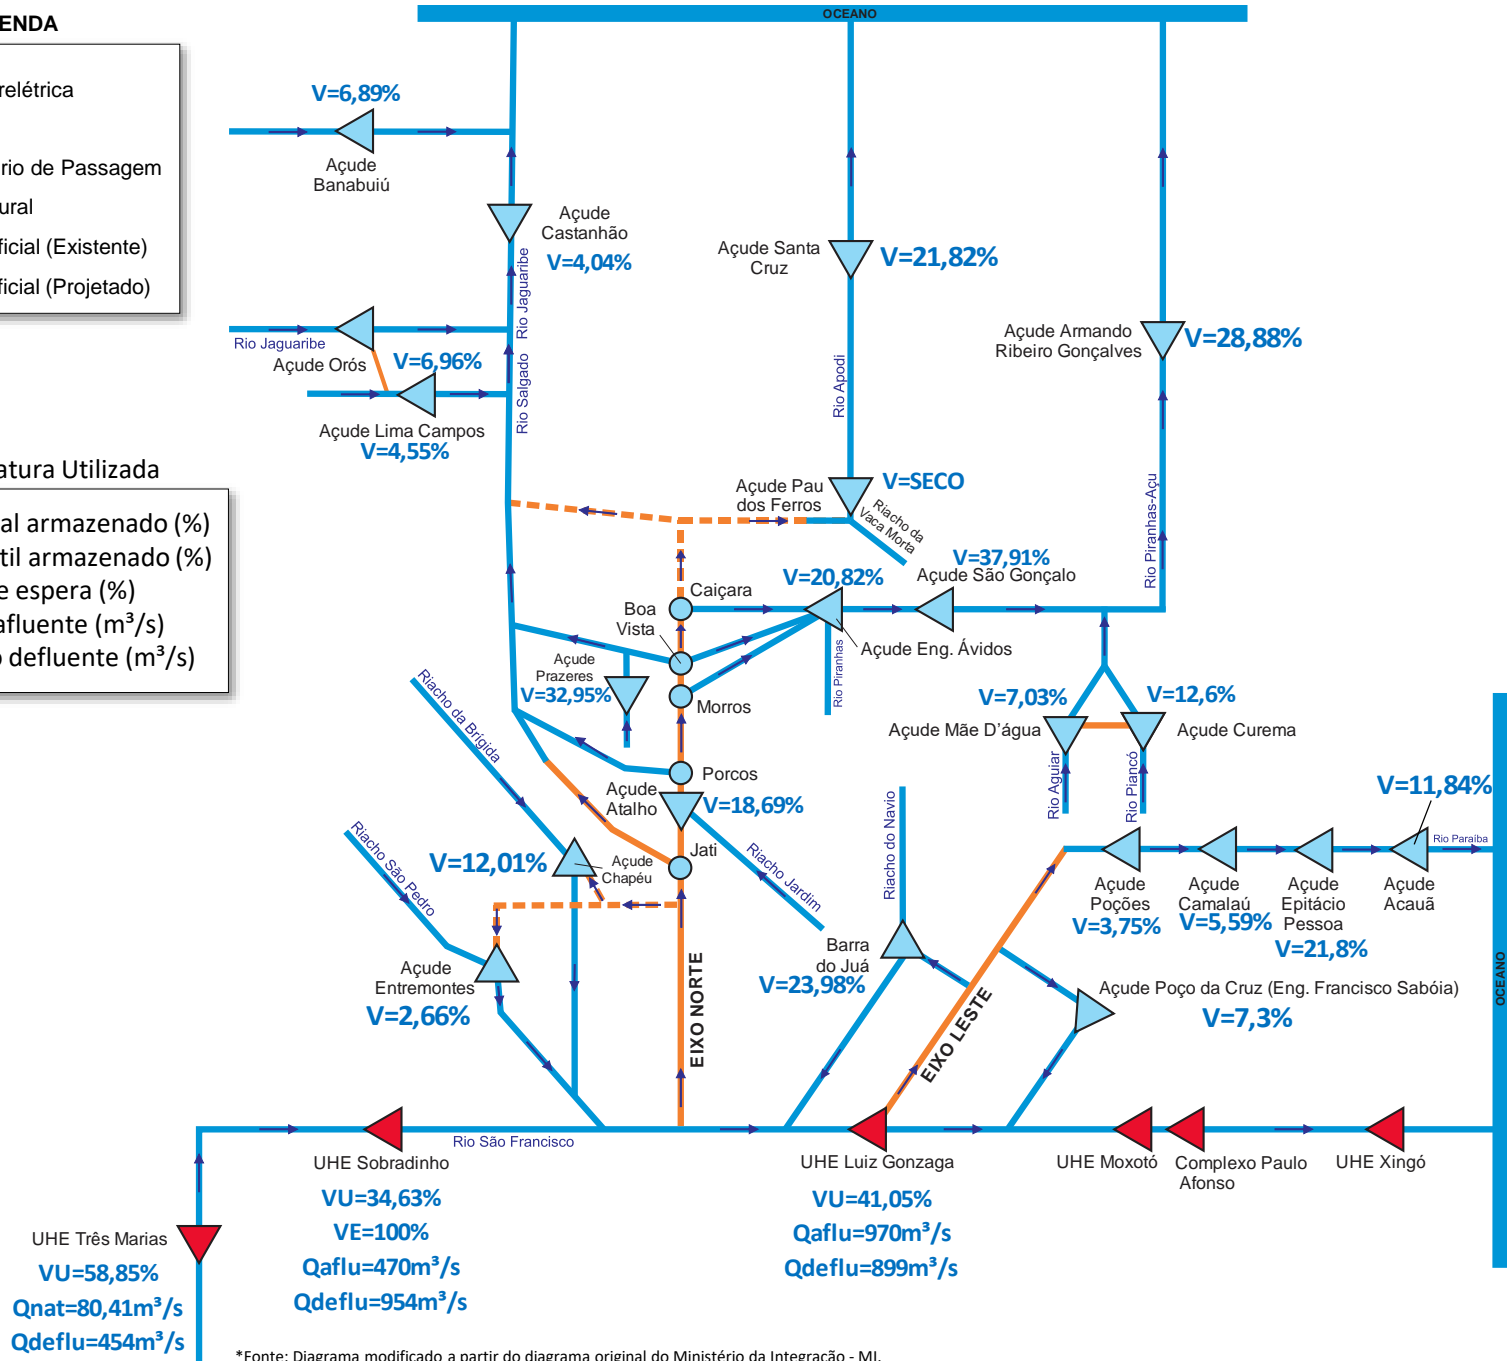 OCEANO
ENDA
relétrica
rio de Passagem
ural
ficial (Existente)
ficial (Projetado)
V=6,89%
Açude
Banabuiú
Açude
Castanhão
V=4,04%
Rio Jaguaribe
Açude Santa
Cruz
V=21,82%
Açude Armando
Ribeiro Gonçalves
V=28,88%
Rio Jaguaribe
Açude Orós
V=6,96%
Rio Salgado
Rio Apodi
Açude Lima Campos
V=4,55%
atura Utilizada
al armazenado (%)
til armazenado (%)
e espera (%)
afluente (m³/s)
o defluente (m³/s)
Açude Pau
dos Ferros
V=SECO
Riacho da
Vaca Morta
Rio Piranhas-Açu
V=37,91%
Açude São Gonçalo
V=20,82%
Caiçara
Boa
Vista
Açude Eng. Ávidos
Rio Piranhas
Açude
Prazeres
V=32,95%
Morros
Riacho da Brígida
V=7,03%
V=12,6%
Açude Mãe D'água
Açude Curema
Rio Aguiar
Rio Piancó
Porcos
Açude
Atalho
V=18,69%
V=11,84%
Rio Paraíba
Riacho do Navio
Riacho São Pedro
V=12,01%
Açude
Chapéu
Jati
Riacho Jardim
Açude
Poções
V=3,75%
Açude
Camalaú
V=5,59%
Açude
Epitácio
Pessoa
V=21,8%
Açude
Acauã
Açude
Entremontes
V=2,66%
Barra
do Juá
V=23,98%
EIXO NORTE
EIXO LESTE
Açude Poço da Cruz (Eng. Francisco Sabóia)
V=7,3%
OCEANO
Rio São Francisco
UHE Sobradinho
VU=34,63%
VE=100%
Qaflu=470m³/s
Qdeflu=954m³/s
UHE Luiz Gonzaga
VU=41,05%
Qaflu=970m³/s
Qdeflu=899m³/s
UHE Moxotó
Complexo Paulo
Afonso
UHE Xingó
UHE Três Marias
VU=58,85%
Qnat=80,41m³/s
Qdeflu=454m³/s
*Fonte: Diagrama modificado a partir do diagrama original do Ministério da Integração - MI.